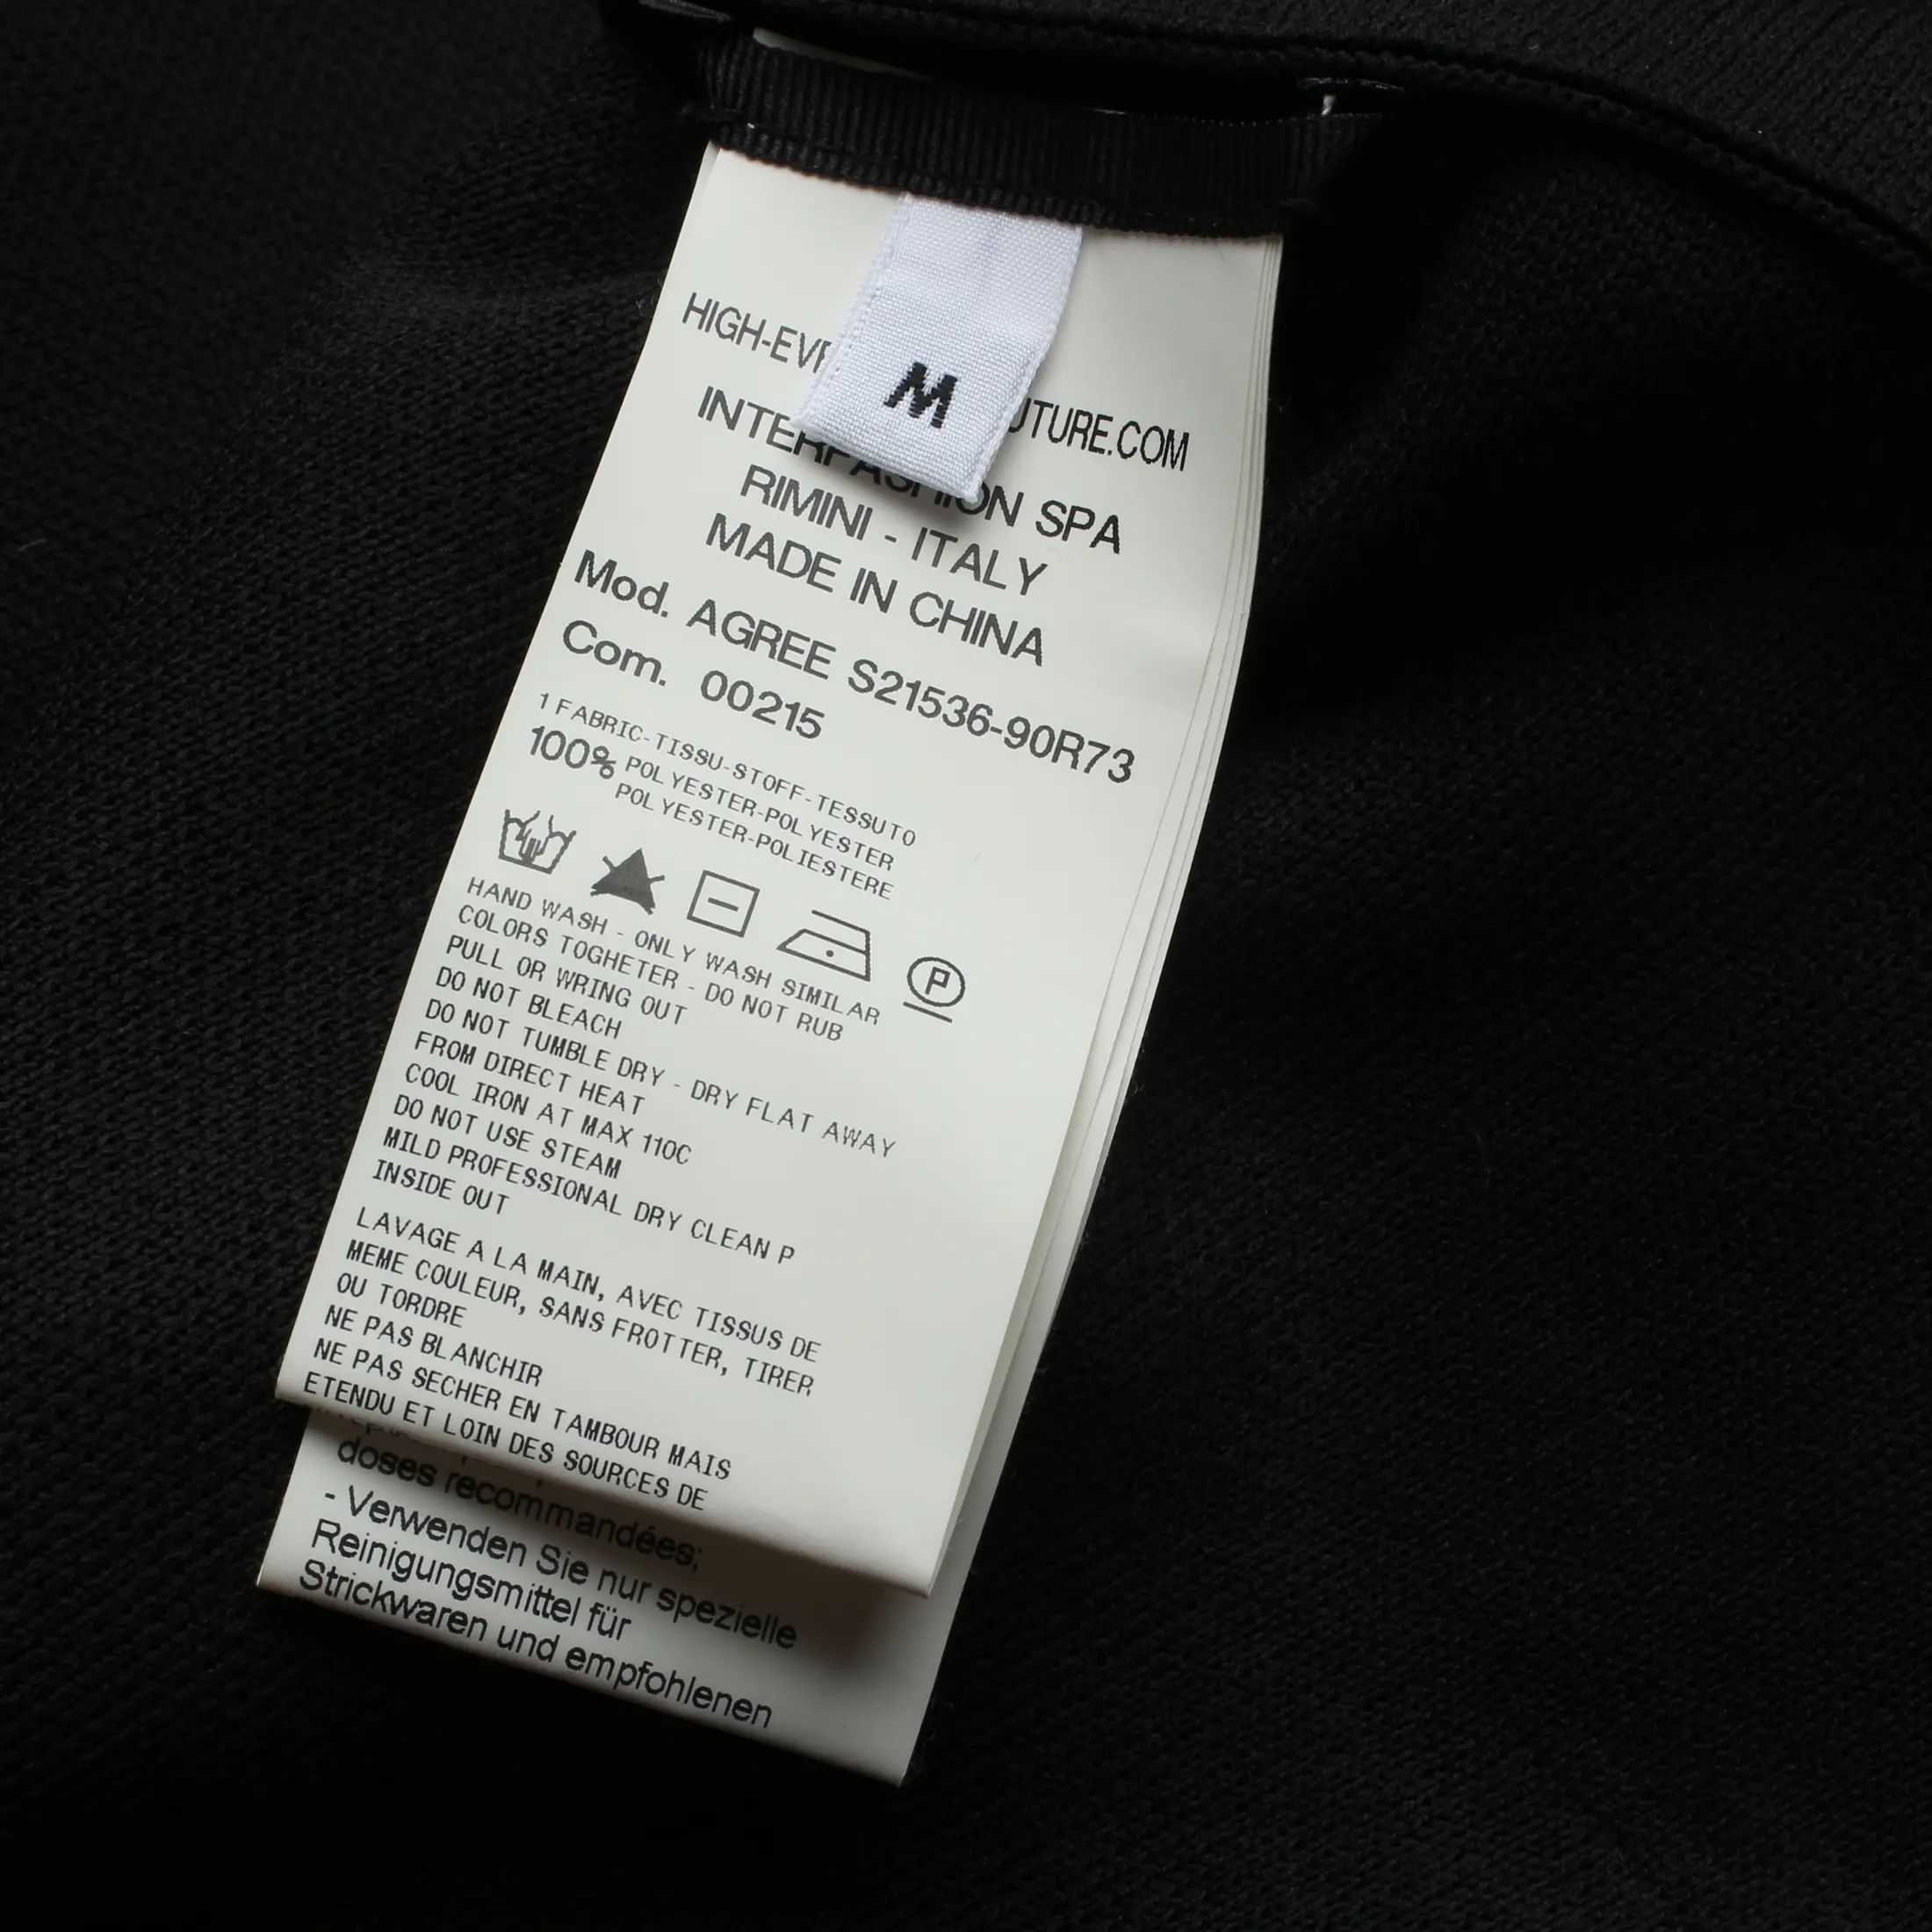 M
HIGH-EV UTURE.COM
INTERFASHION SPA
RIMINI - ITALY
MADE IN CHINA
Mod. AGREE S21536-90R73
Com. 00215
1 FABRIC-TISSU-STOFF-TESSUTO
100% POLYESTER-POLYESTER
POLYESTER-POLIESTERE
P
HAND WASH - ONLY WASH SIMILAR
COLORS TOGHETER - DO NOT RUB
PULL OR WRING OUT
DO NOT BLEACH
DO NOT TUMBLE DRY - DRY FLAT AWAY
FROM DIRECT HEAT
COOL IRON AT MAX 110C
DO NOT USE STEAM
MILD PROFESSIONAL DRY CLEAN P
INSIDE OUT
LAVAGE A LA MAIN, AVEC TISSUS DE
MEME COULEUR, SANS FROTTER, TIRER
OU TORDRE
NE PAS BLANCHIR
NE PAS SECHER EN TAMBOUR MAIS
ETENDU ET LOIN DES SOURCES DE
doses recommandées;
- Verwenden Sie nur spezielle
Reinigungsmittel für
Strickwaren und empfohlenen